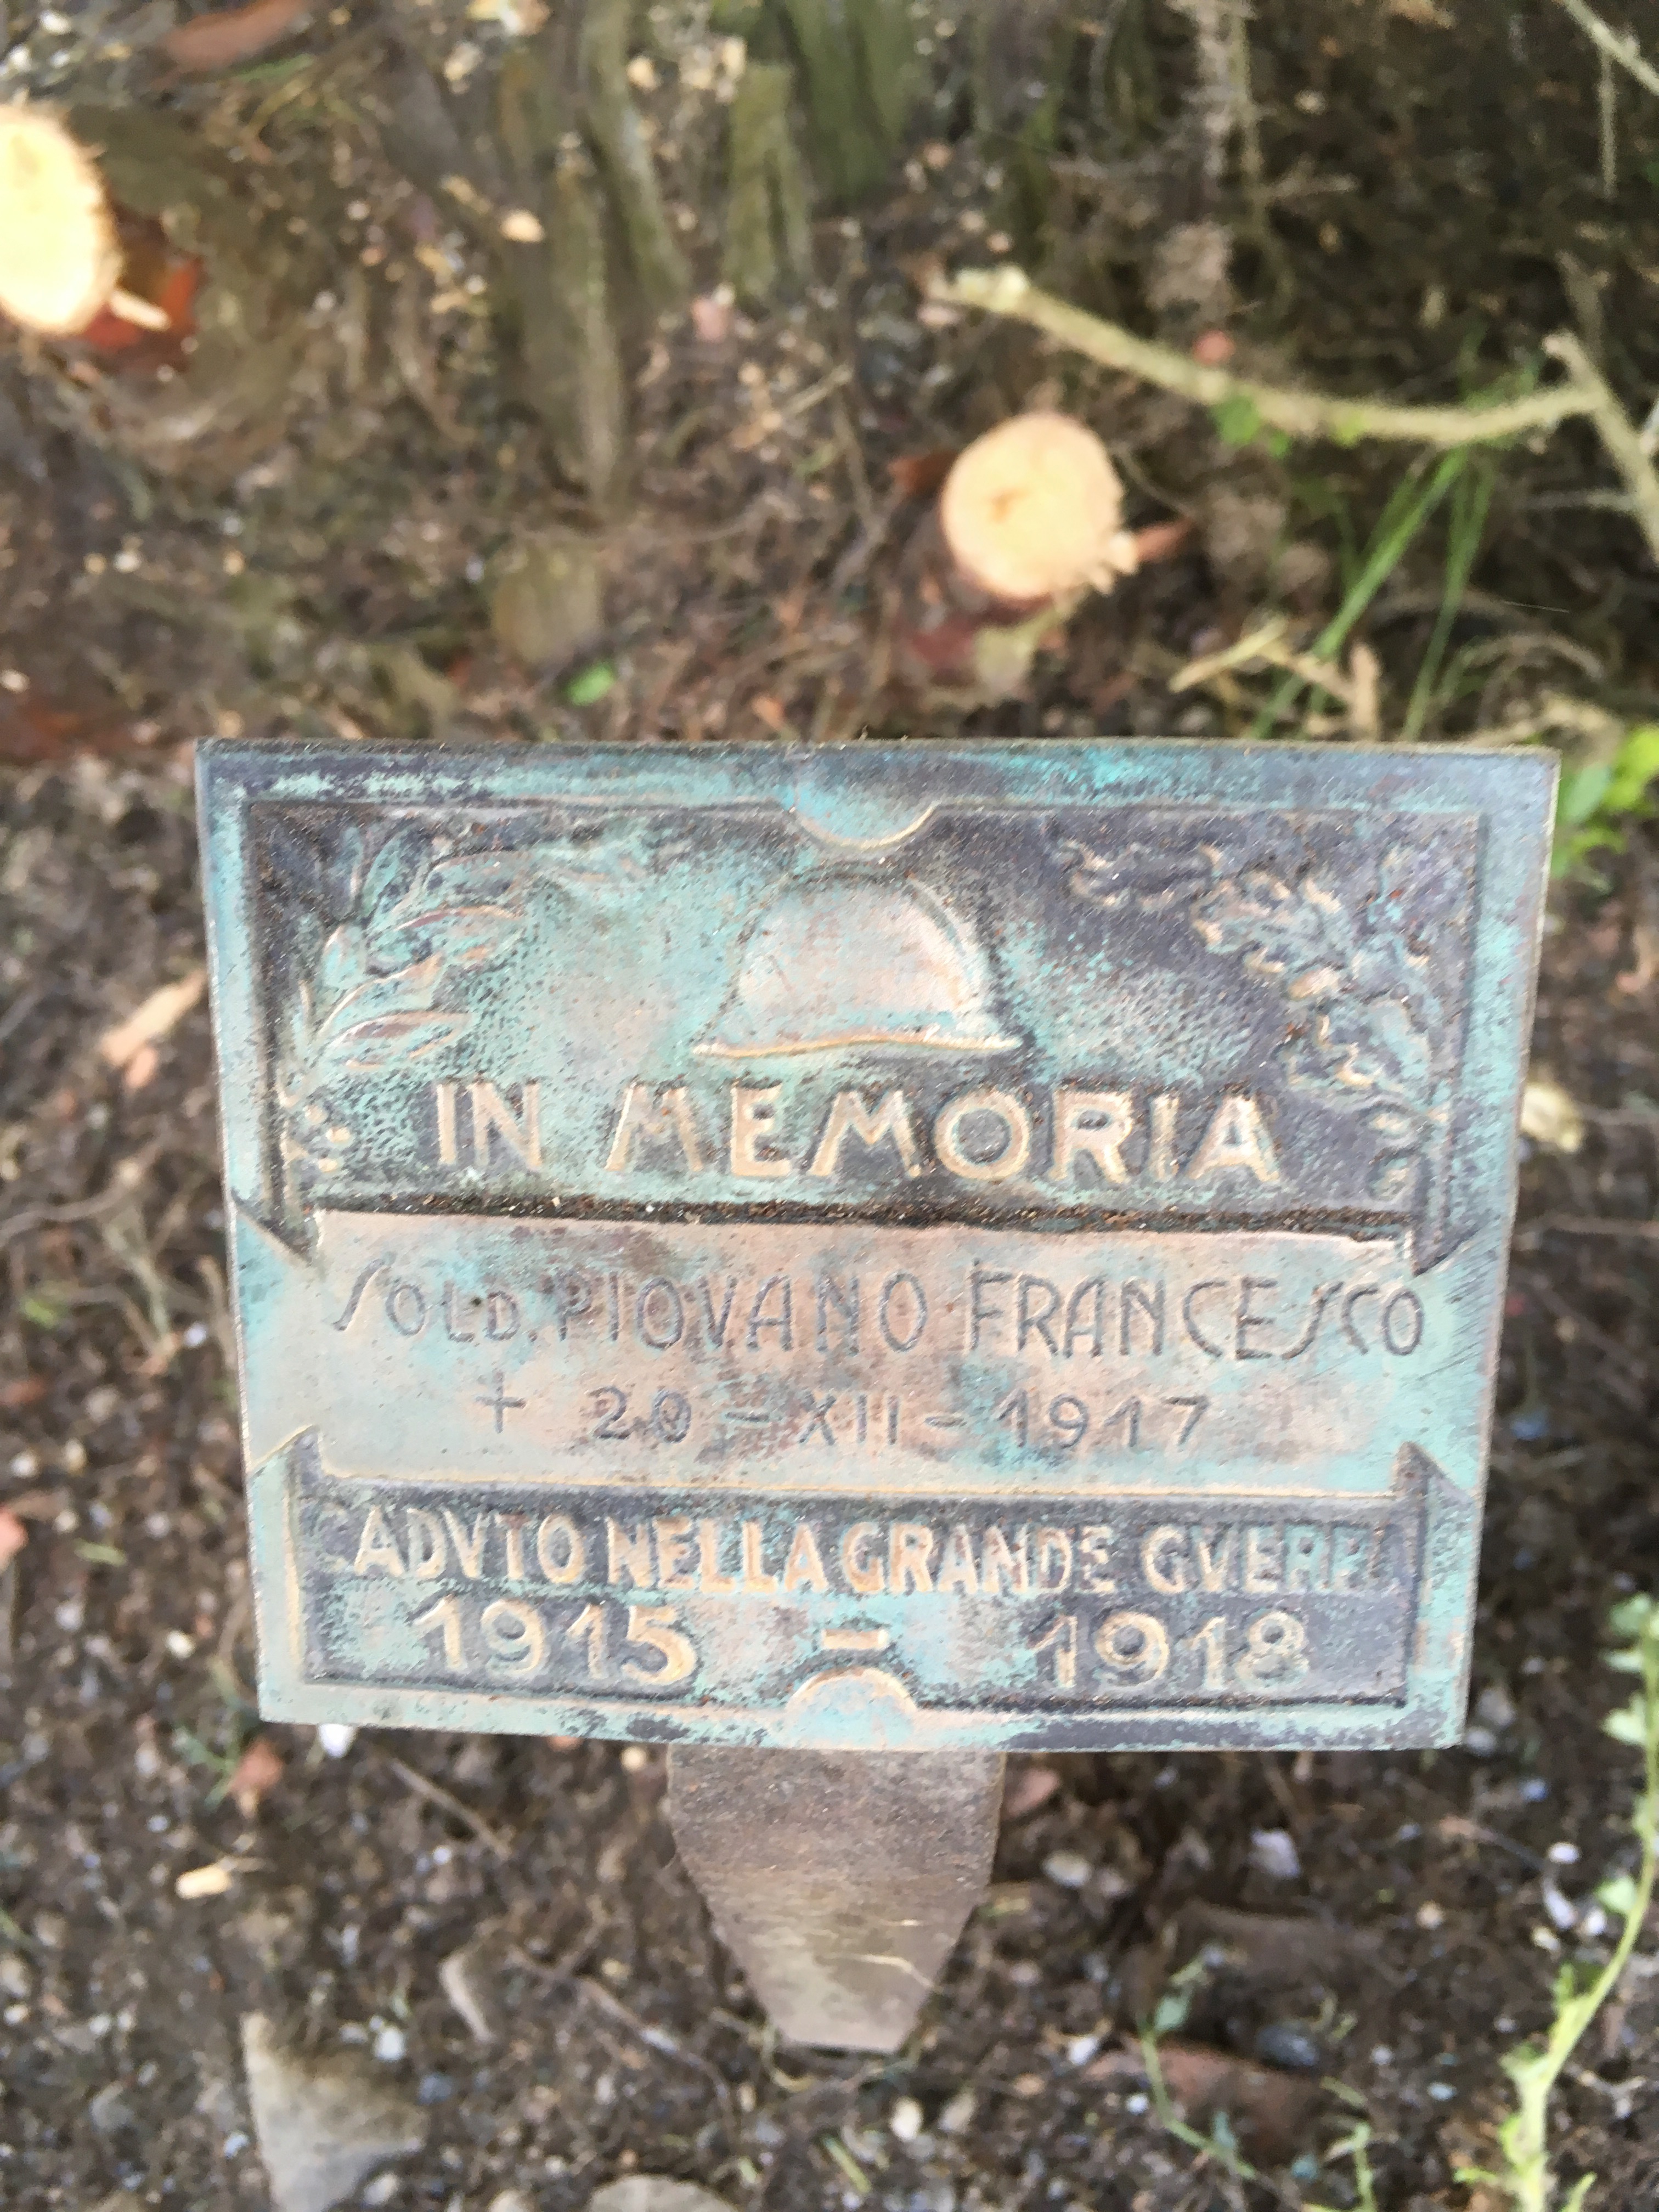 IN MEMORIA
SOLD. PIOVANO FRANCESCO
+ 20 - XII - 1917
CADVTO NELLA GRANDE GVERRA
1915 - 1918